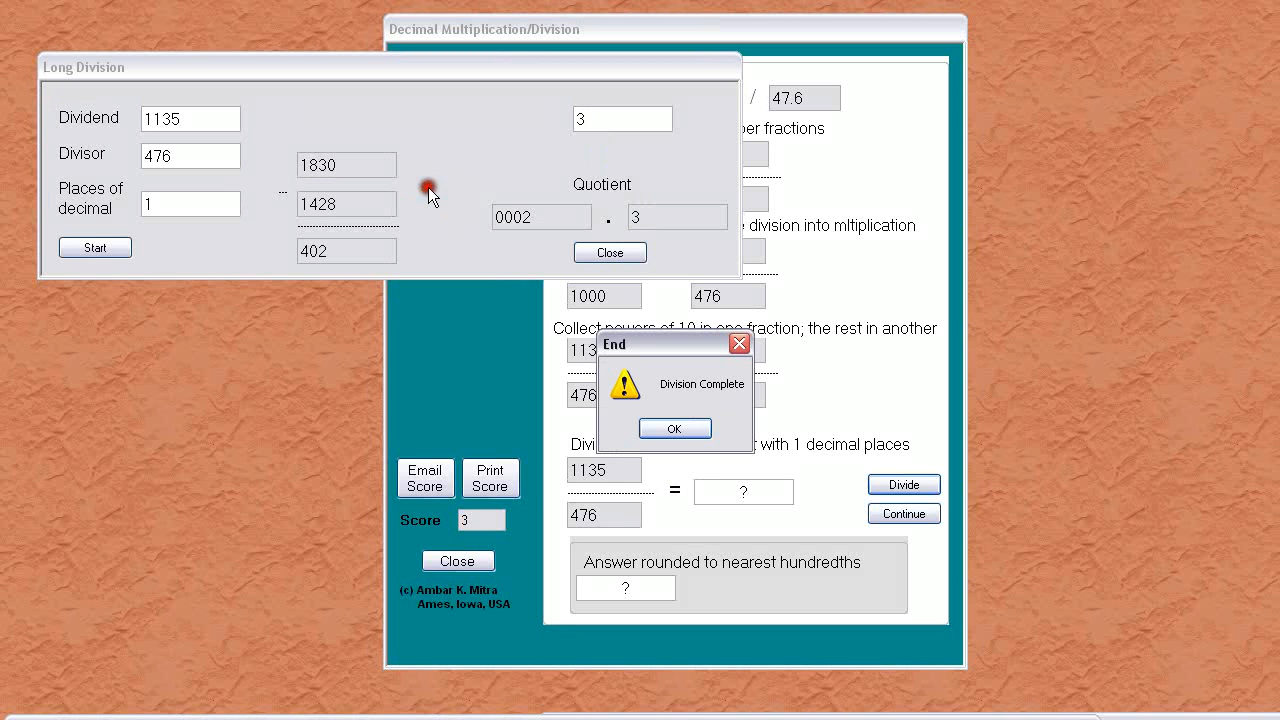 Decimal Multiplication/Division
Long Division
Dividend 1135 3
/ 47.6
per fractions
Divisor 476
1830
Places of decimal 1
Quotient
1428
0002 . 3
division into mltiplication
Start
402
Close
1000 476
Collect powers of 10 in one fraction; the rest in another
End
476
Division Complete
OK
with 1 decimal places
1135
= ?
476
Divide
Continue
Email Score
Print Score
Score 3
Close
Answer rounded to nearest hundredths
?
(c) Ambar K. Mitra
Ames, Iowa, USA